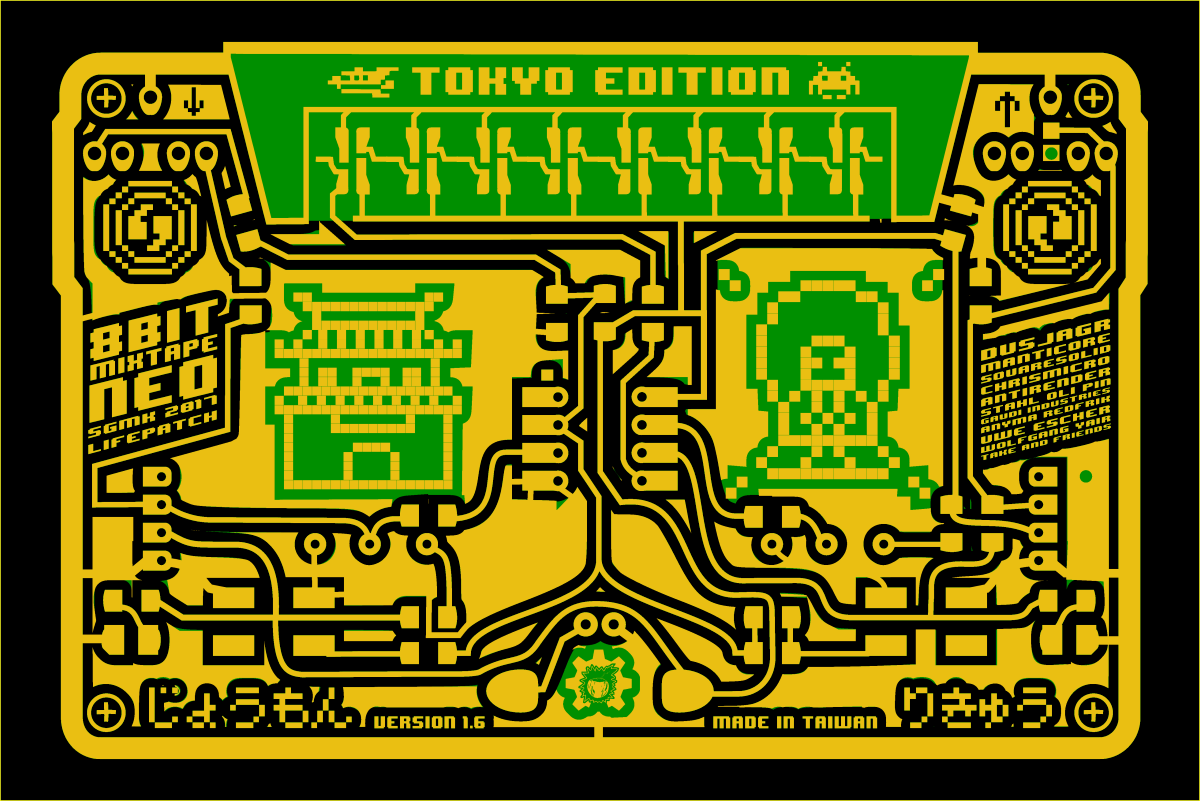 TOKYO EDITION
8BIT
MIXTAPE
NEO
SGMK 2017
LIFEPATCH
DUSJAGR
MANTICORE
SQUARESOLID
CHRISMICRO
ANTIRENDER
STAHL OLI PIN
GAUDI INDUSTRIES
ANYMA REDFRIK
UWE ESCHER
WOLFGANG YAIR
TAKE AND FRIENDS
じょうもん
VERSION 1.6
MADE IN TAIWAN
りきゅう